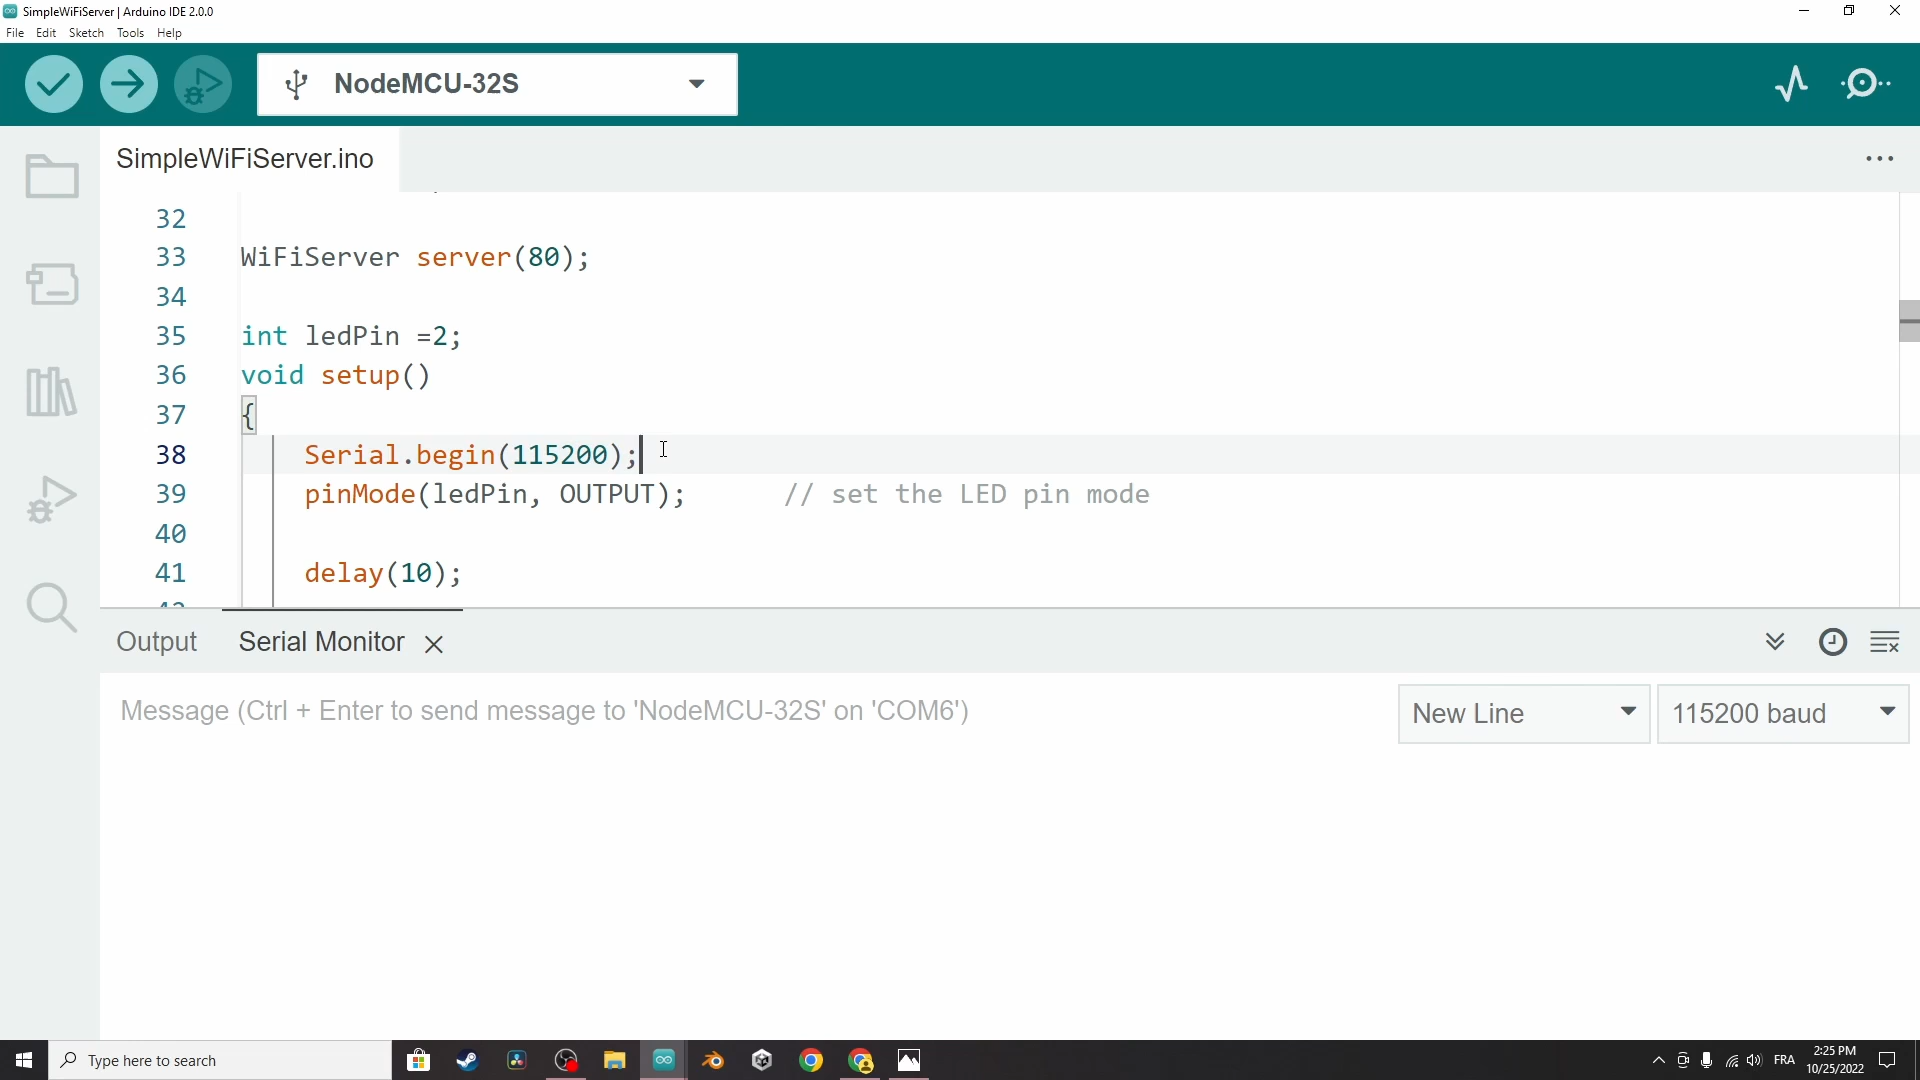 SimpleWiFiServer | Arduino IDE 2.0.0
File Edit Sketch Tools Help
NodeMCU-32S
SimpleWiFiServer.ino
32
33 WiFiServer server(80);
34
35 int ledPin =2;
36 void setup()
37 {
38 Serial.begin(115200);
39 pinMode(ledPin, OUTPUT); // set the LED pin mode
40
41 delay(10);
Output Serial Monitor
Message (Ctrl + Enter to send message to 'NodeMCU-32S' on 'COM6')
New Line 115200 baud
Type here to search
FRA
2:25 PM
10/25/2022